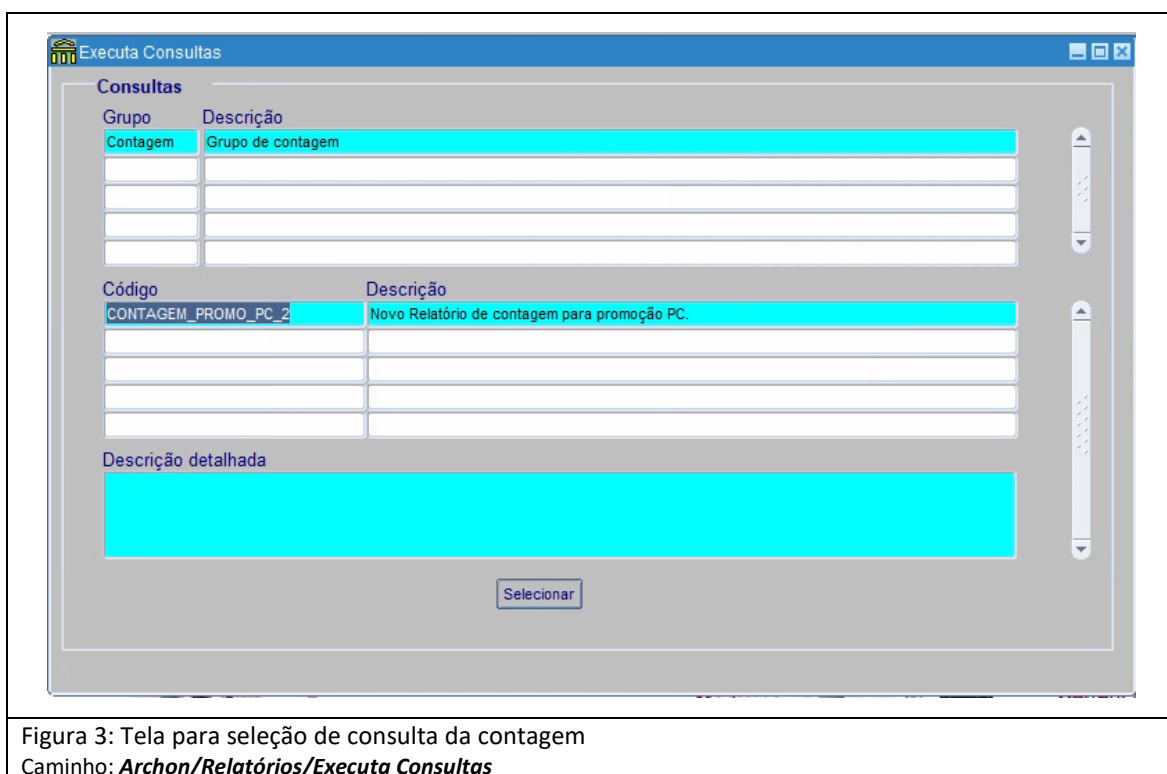 Executa Consultas
Consultas
Grupo Descrição
Contagem Grupo de contagem
Código Descrição
CONTAGEM_PROMO_PC_2 Novo Relatório de contagem para promoção PC.
Descrição detalhada
Selecionar
Figura 3: Tela para seleção de consulta da contagem
Caminho: Archon/Relatórios/Executa Consultas